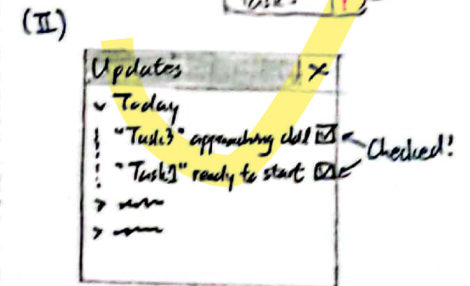 (II)
Updates X
v Today
"Task3" approaching ddl
Checked!
"Task1" ready to start
>
>